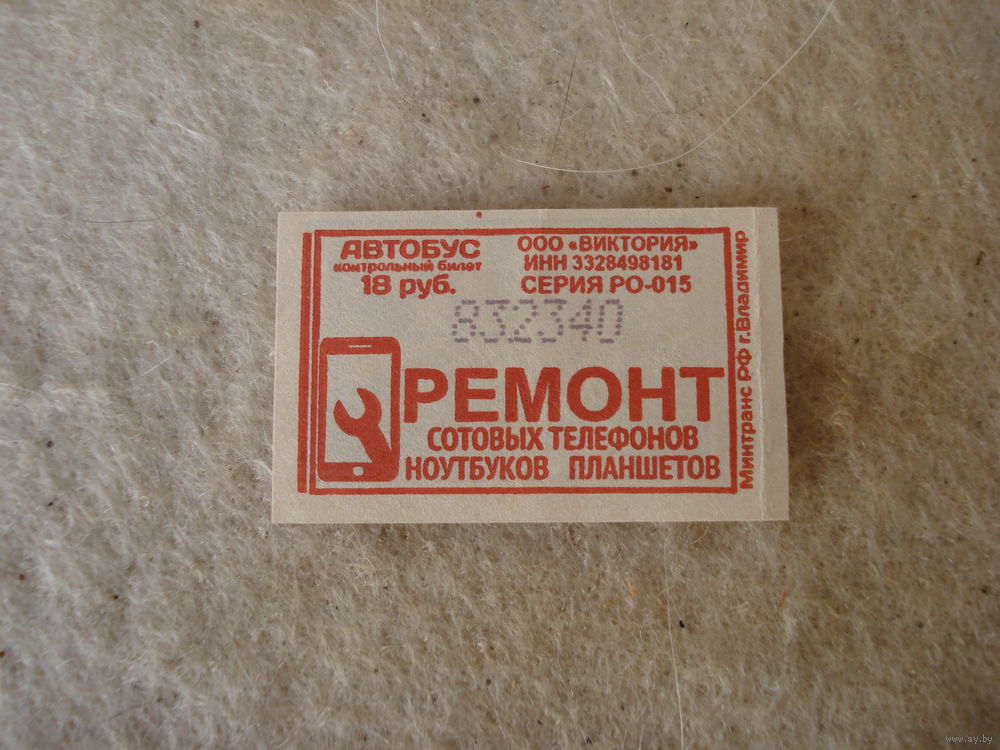 АВТОБУС
контрольный билет
18 руб.
ООО «ВИКТОРИЯ»
ИНН 3328498181
СЕРИЯ РО-015
832340
РЕМОНТ
СОТОВЫХ ТЕЛЕФОНОВ
НОУТБУКОВ ПЛАНШЕТОВ
Минтранс РФ г.Владимир
www.ay.by